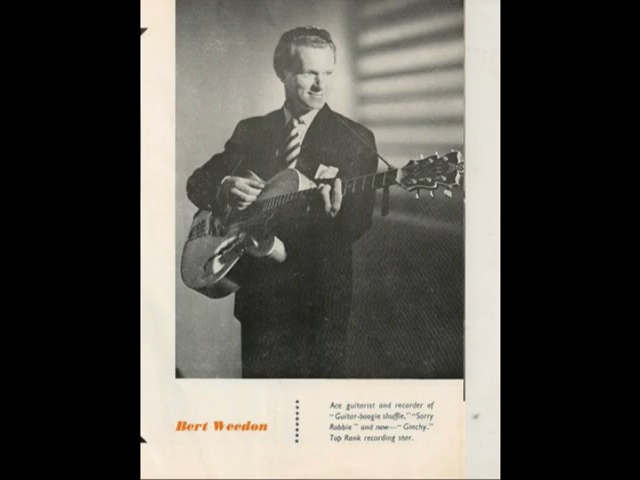 Bert Weedon
Ace guitarist and recorder of
"Guitar-boogie shuffle," "Sorry
Robbie" and now—"Ginchy."
Top Rank recording star.